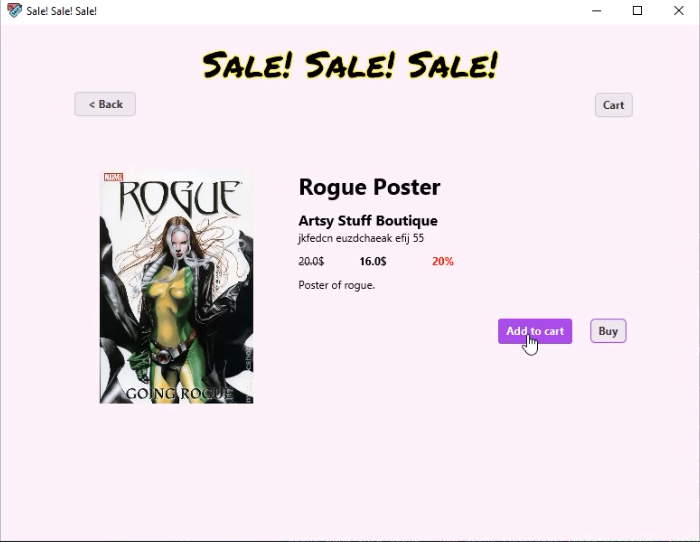 Sale! Sale! Sale!
Sale! Sale! Sale!
< Back
Cart
MARVEL
ROGUE
GOING ROGUE
Rogue Poster
Artsy Stuff Boutique
jkfedcn euzdchaeak efij 55
20.0$ 16.0$ 20%
Poster of rogue.
Add to cart
Buy